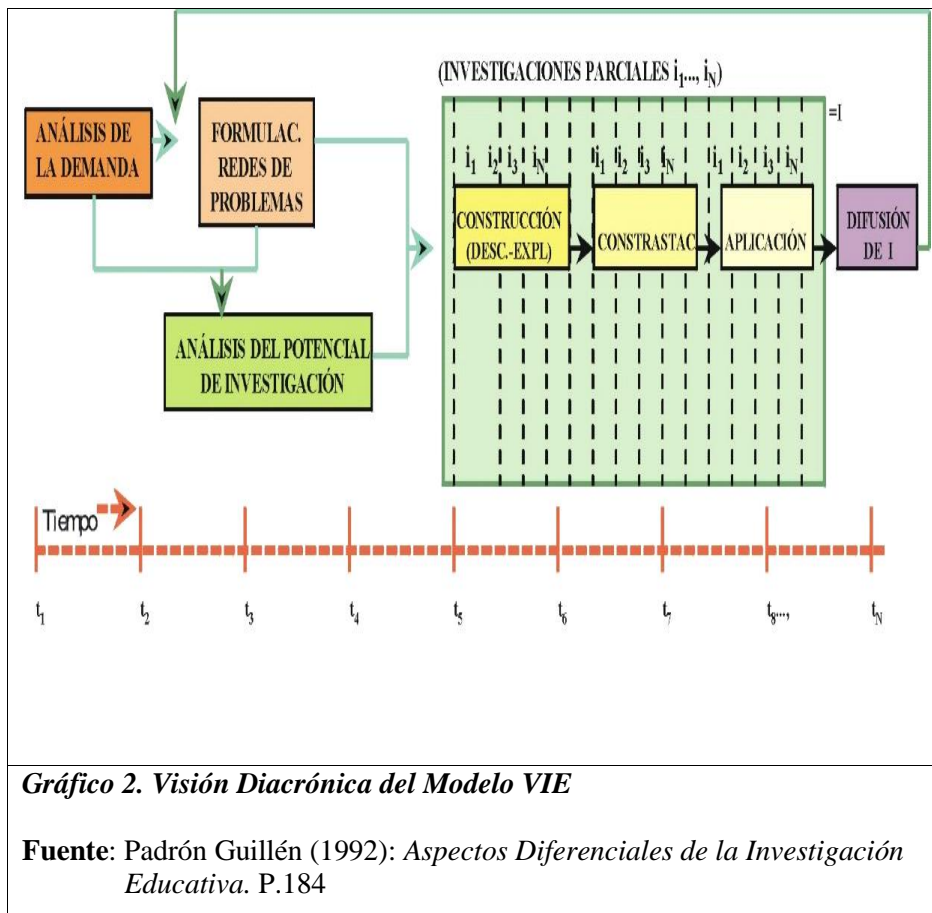 (INVESTIGACIONES PARCIALES i1..., iN)
=I
ANÁLISIS DE
LA DEMANDA
FORMULAC.
REDES DE
PROBLEMAS
i1 i2 i3 iN i1 i2 i3 iN i1 i2 i3 iN
CONSTRUCCIÓN
(DESC.-EXPL)
CONSTRASTAC
APLICACIÓN
DIFUSIÓN
DE I
ANÁLISIS DEL POTENCIAL
DE INVESTIGACIÓN
Tiempo
t1 t2 t3 t4 t5 t6 t7 t8..., tN
Gráfico 2. Visión Diacrónica del Modelo VIE
Fuente: Padrón Guillén (1992): Aspectos Diferenciales de la Investigación
Educativa. P.184